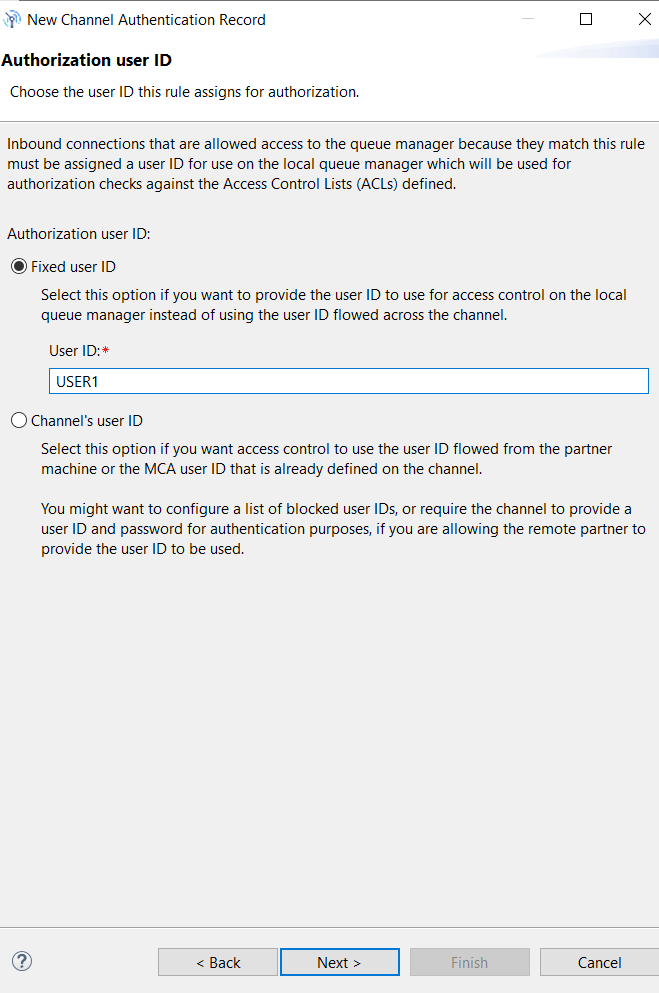 New Channel Authentication Record
Authorization user ID
Choose the user ID this rule assigns for authorization.
Inbound connections that are allowed access to the queue manager because they match this rule
must be assigned a user ID for use on the local queue manager which will be used for
authorization checks against the Access Control Lists (ACLs) defined.
Authorization user ID:
Fixed user ID
Select this option if you want to provide the user ID to use for access control on the local
queue manager instead of using the user ID flowed across the channel.
User ID:*
USER1
Channel's user ID
Select this option if you want access control to use the user ID flowed from the partner
machine or the MCA user ID that is already defined on the channel.
You might want to configure a list of blocked user IDs, or require the channel to provide a
user ID and password for authentication purposes, if you are allowing the remote partner to
provide the user ID to be used.
? < Back Next > Finish Cancel